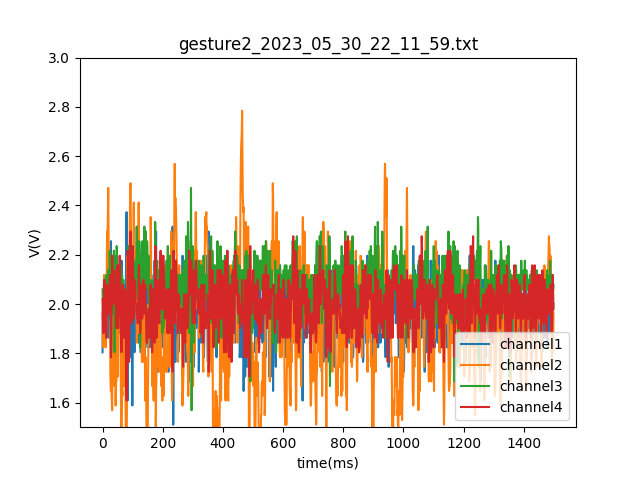 gesture2_2023_05_30_22_11_59.txt
3.0
2.8
2.6
2.4
2.2
2.0
1.8
1.6
V(V)
0 200 400 600 800 1000 1200 1400
time(ms)
channel1
channel2
channel3
channel4